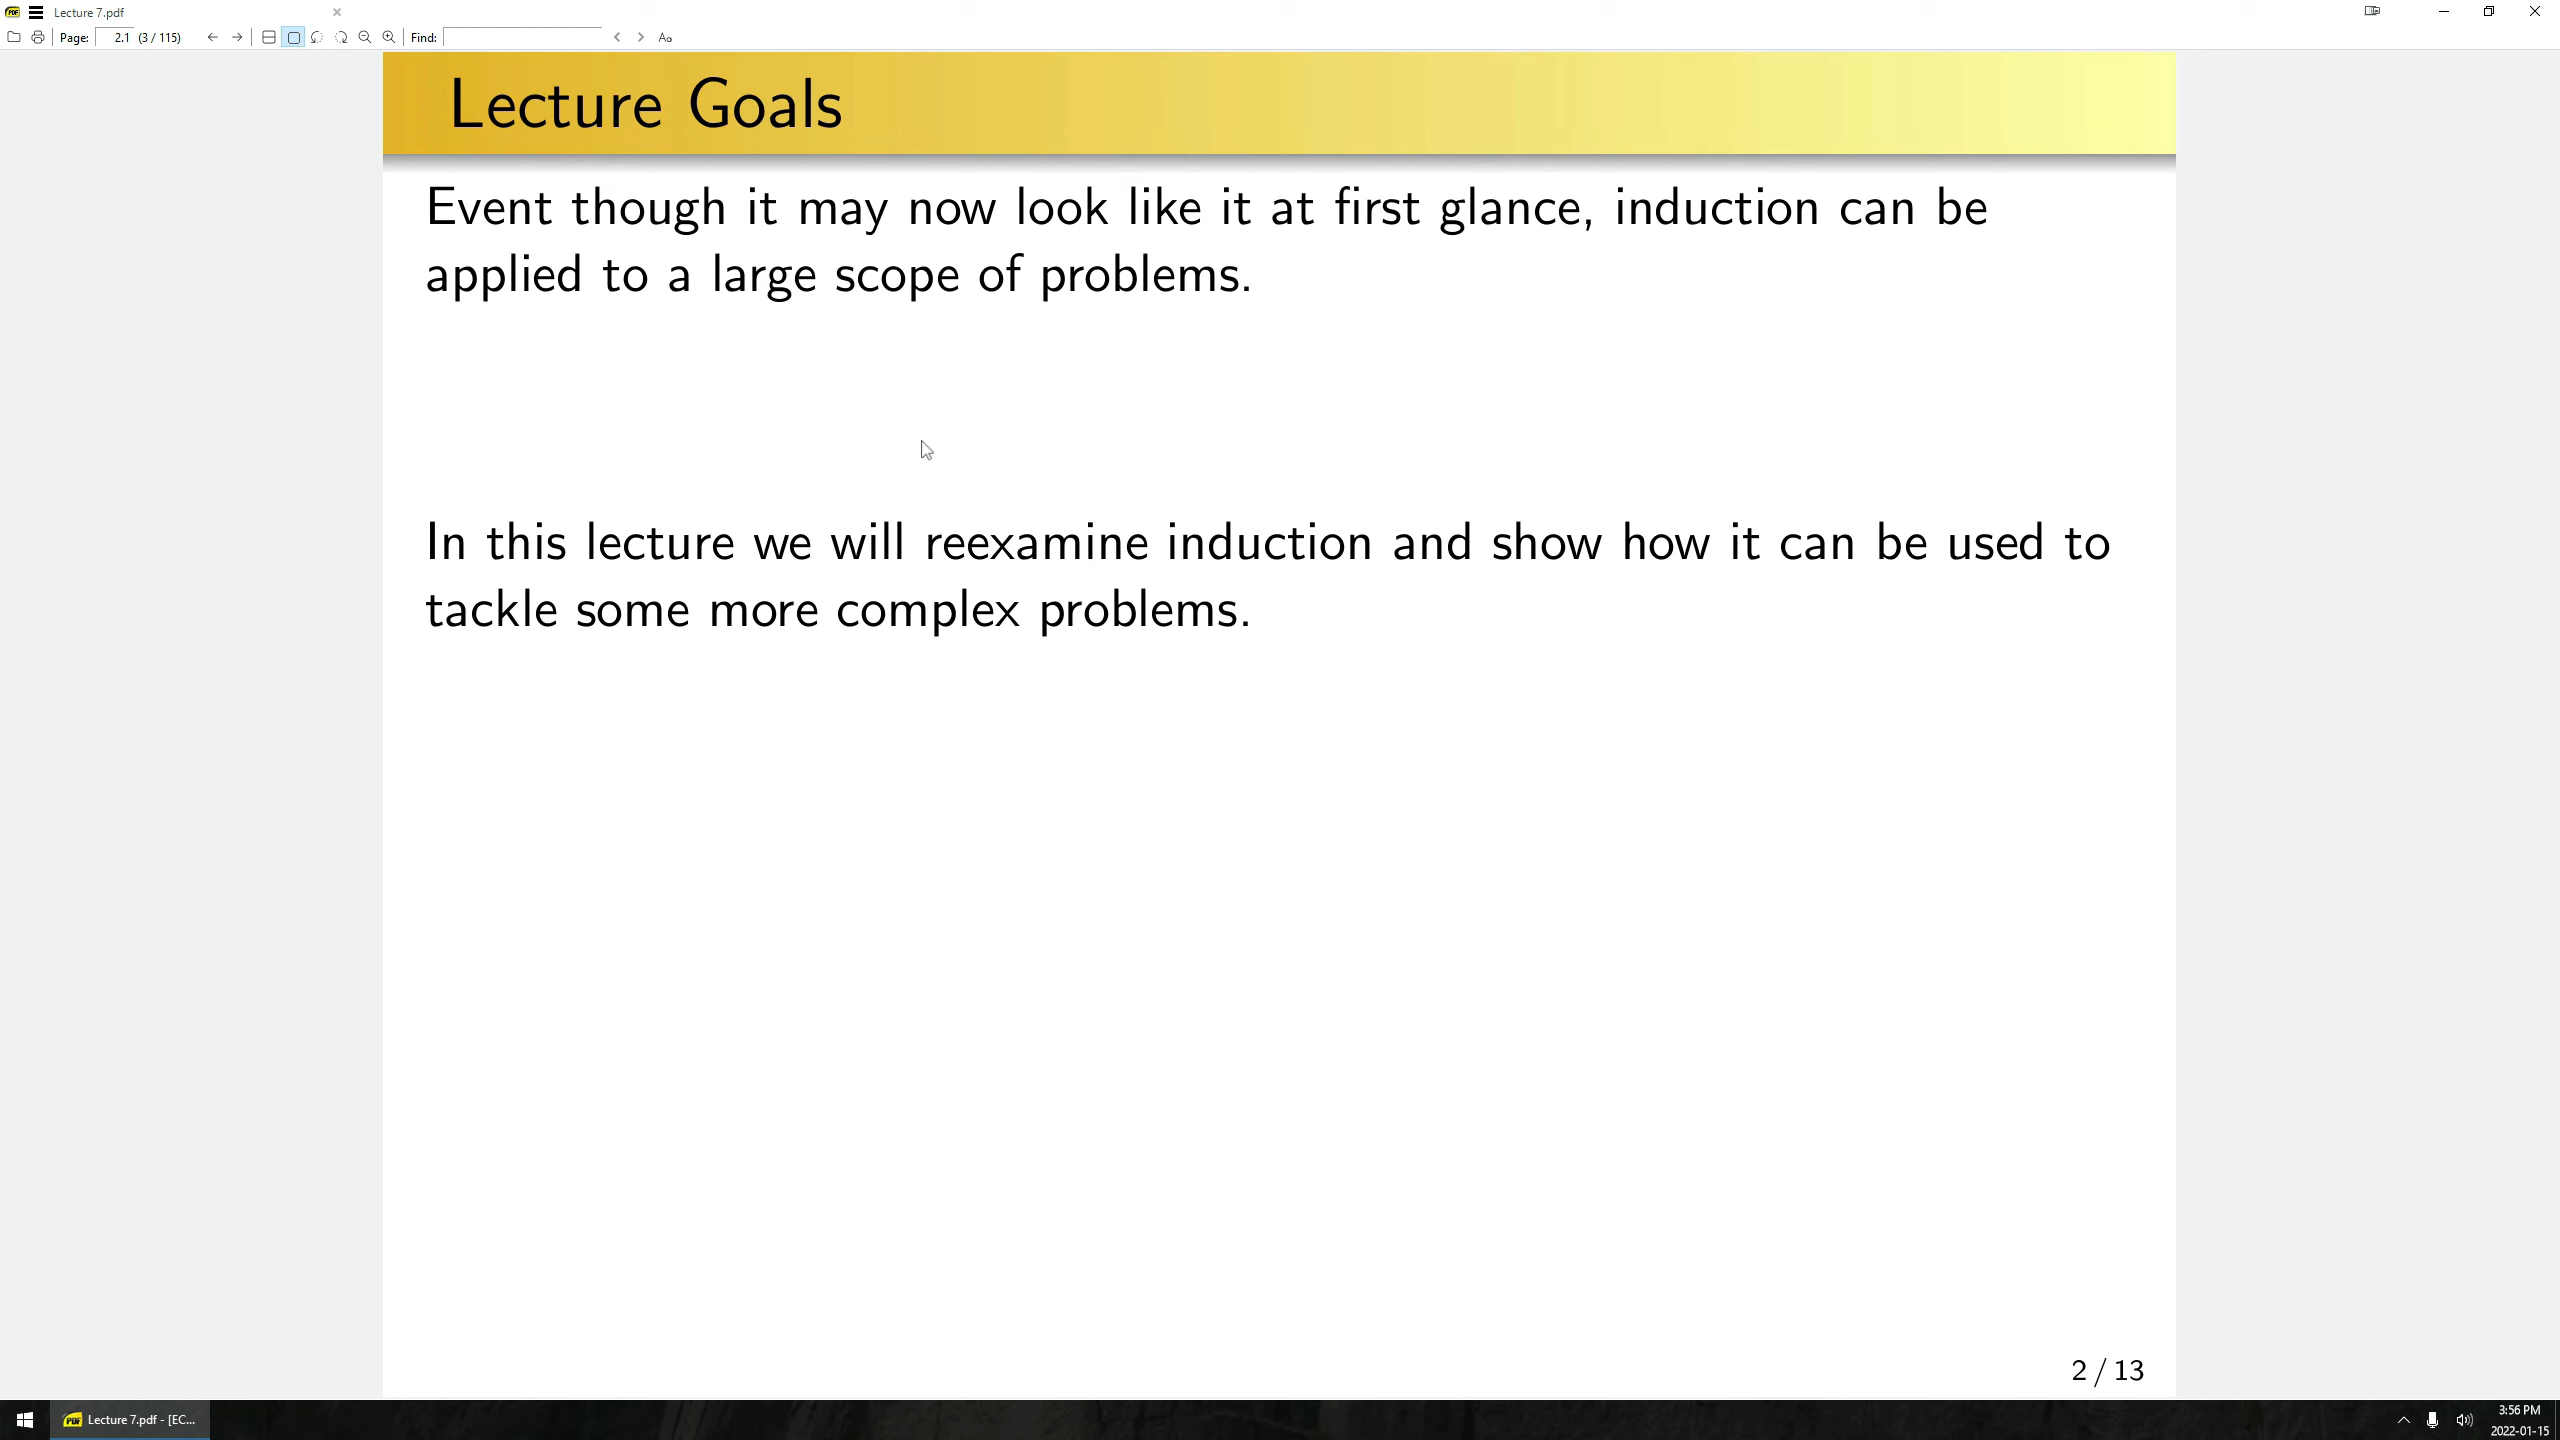 Lecture 7.pdf
Page: 2.1 (3 / 115) Find: Aa
Lecture Goals
Event though it may now look like it at first glance, induction can be
applied to a large scope of problems.
In this lecture we will reexamine induction and show how it can be used to
tackle some more complex problems.
2 / 13
Lecture 7.pdf - [EC...
3:56 PM
2022-01-15